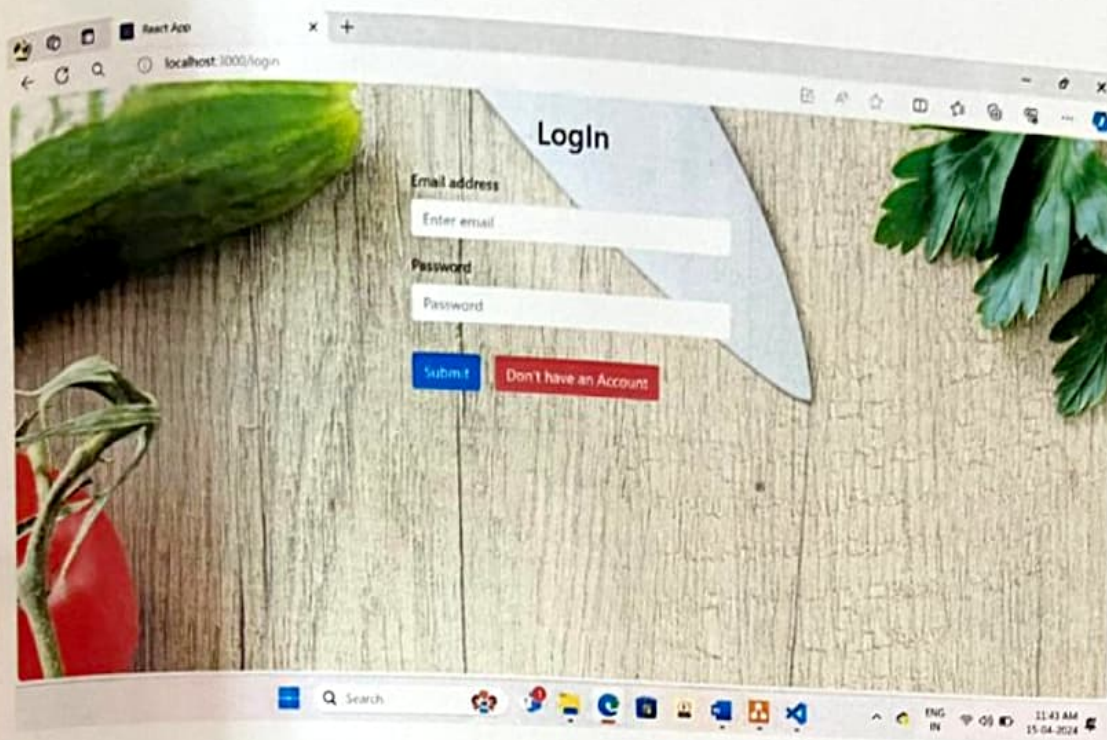 React App
localhost:3000/login
LogIn
Email address
Enter email
Password
Password
Submit
Don't have an Account
Search
1
ENG
IN
11:43 AM
15-04-2024